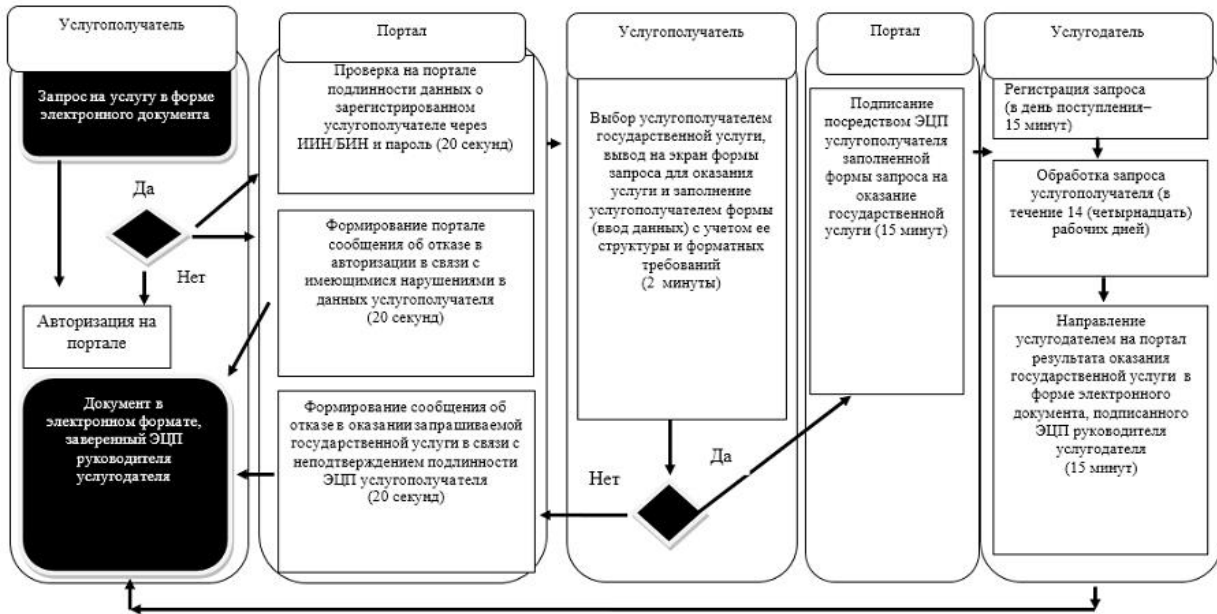 Услугополучатель
Портал
Услугополучатель
Портал
Услугодатель
Запрос на услугу в форме
электронного документа
Да
Нет
Авторизация на
портале
Документ в
электронном формате,
заверенный ЭЦП
руководителя
услугодателя
Проверка на портале
подлинности данных о
зарегистрированном
услугополучателе через
ИИН/БИН и пароль (20 секунд)
Формирование портале
сообщения об отказе в
авторизации в связи с
имеющимися нарушениями в
данных услугополучателя
(20 секунд)
Формирование сообщения об
отказе в оказании запрашиваемой
государственной услуги в связи с
неподтверждением подлинности
ЭЦП услугополучателя
(20 секунд)
Выбор услугополучателем
государственной услуги,
вывод на экран формы
запроса для оказания
услуги и заполнение
услугополучателем формы
(ввод данных) с учетом ее
структуры и форматных
требований
(2 минуты)
Нет
Да
Подписание
посредством ЭЦП
услугополучателя
заполненной
формы запроса на
оказание
государственной
услуги (15 минут)
Регистрация запроса
(в день поступления–
15 минут)
Обработка запроса
услугополучателя (в
течение 14 (четырнадцать)
рабочих дней)
Направление
услугодателем на портал
результата оказания
государственной услуги в
форме электронного
документа, подписанного
ЭЦП руководителя
услугодателя
(15 минут)